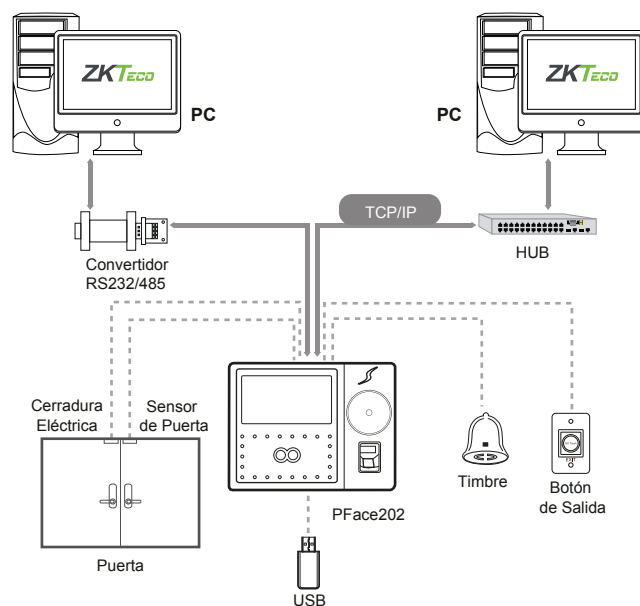 ZKTeco
PC
ZKTeco
PC
TCP/IP
HUB
Convertidor
RS232/485
Cerradura
Eléctrica
Sensor
de Puerta
Puerta
PFace202
USB
Timbre
EXIT
Botón
de Salida